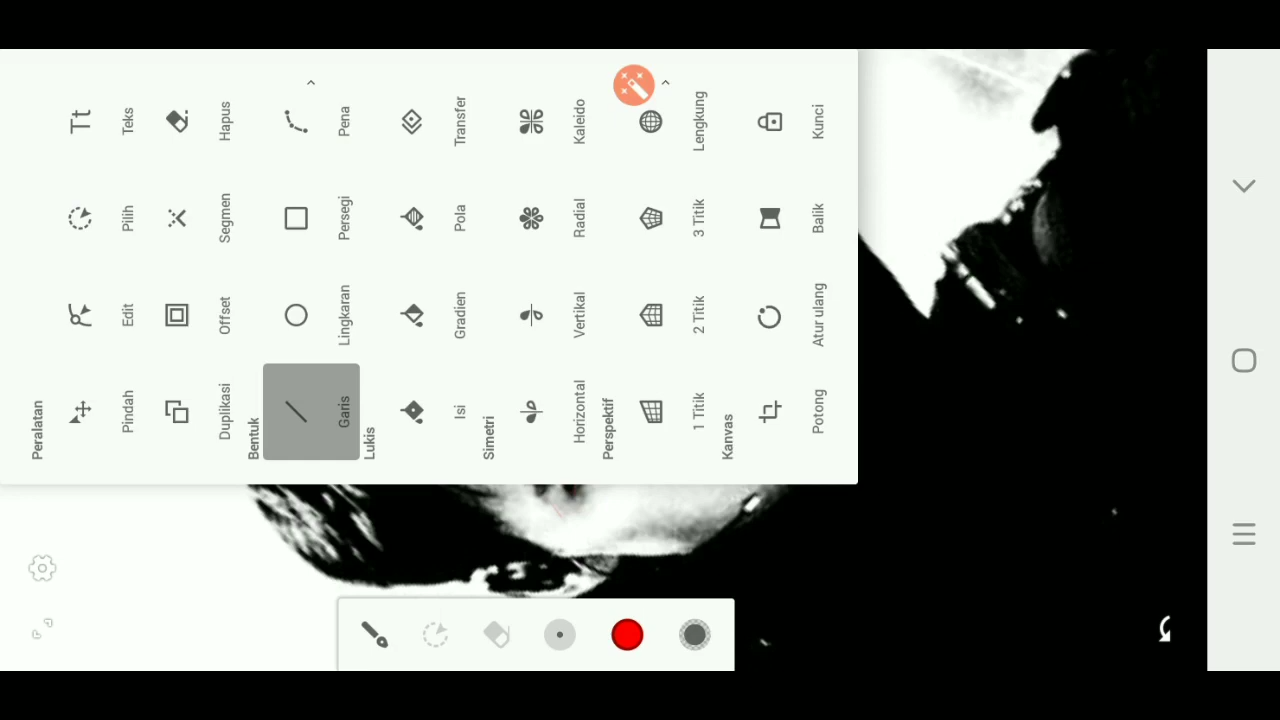 Peralatan
Pindah Edit Pilih Teks
Duplikasi Offset Segmen Hapus
Bentuk
Garis Lingkaran Persegi Pena
Lukis
Isi Gradien Pola Transfer
Simetri
Horizontal Vertikal Radial Kaleido
Perspektif
1 Titik 2 Titik 3 Titik Lengkung
Kanvas
Potong Atur ulang Balik Kunci